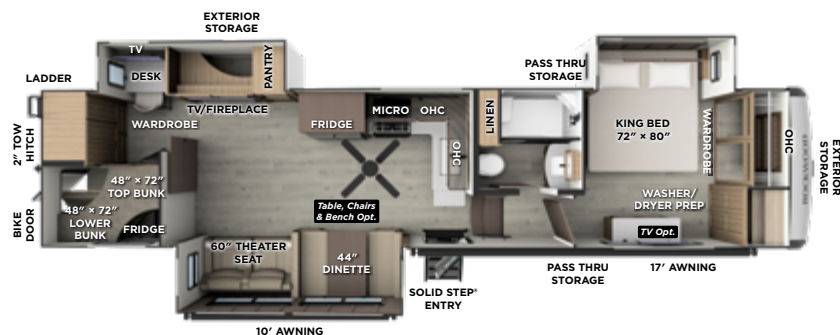 EXTERIOR
STORAGE
TV
DESK
PANTRY
LADDER
TV/FIREPLACE
WARDROBE
2" TOW
HITCH
48" × 72"
TOP BUNK
48" × 72"
LOWER
BUNK
FRIDGE
BIKE
DOOR
FRIDGE
MICRO
OHC
OHC
Table, Chairs
& Bench Opt.
60" THEATER
SEAT
44"
DINETTE
10' AWNING
SOLID STEP®
ENTRY
LINEN
PASS THRU
STORAGE
KING BED
72" × 80"
WARDROBE
OHC
WASHER/
DRYER PREP
TV Opt.
PASS THRU
STORAGE
17' AWNING
ROCKWOOD
EXTERIOR
STORAGE